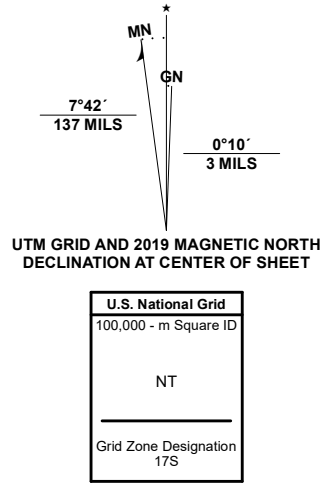 ★
MN
GN
7°42´
137 MILS
0°10´
3 MILS
UTM GRID AND 2019 MAGNETIC NORTH
DECLINATION AT CENTER OF SHEET
U.S. National Grid
100,000 - m Square ID
NT
Grid Zone Designation
17S